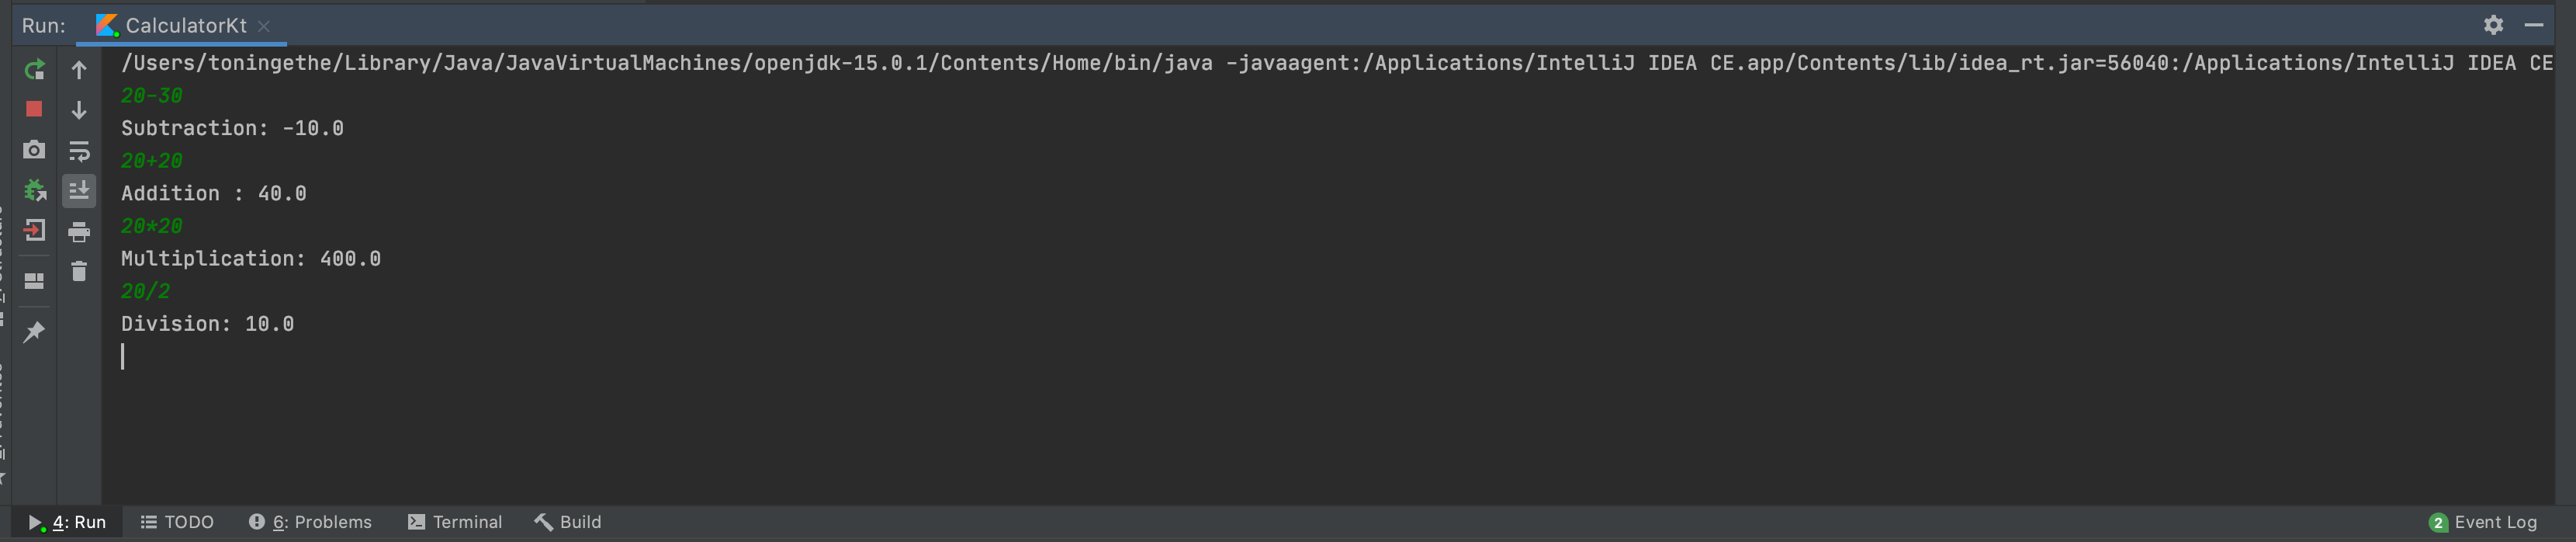 Run: CalculatorKt
/Users/toningethe/Library/Java/JavaVirtualMachines/openjdk-15.0.1/Contents/Home/bin/java -javaagent:/Applications/IntelliJ IDEA CE.app/Contents/lib/idea_rt.jar=56040:/Applications/IntelliJ IDEA CE
20-30
Subtraction: -10.0
20+20
Addition : 40.0
20*20
Multiplication: 400.0
20/2
Division: 10.0
4: Run TODO 6: Problems Terminal Build 2 Event Log